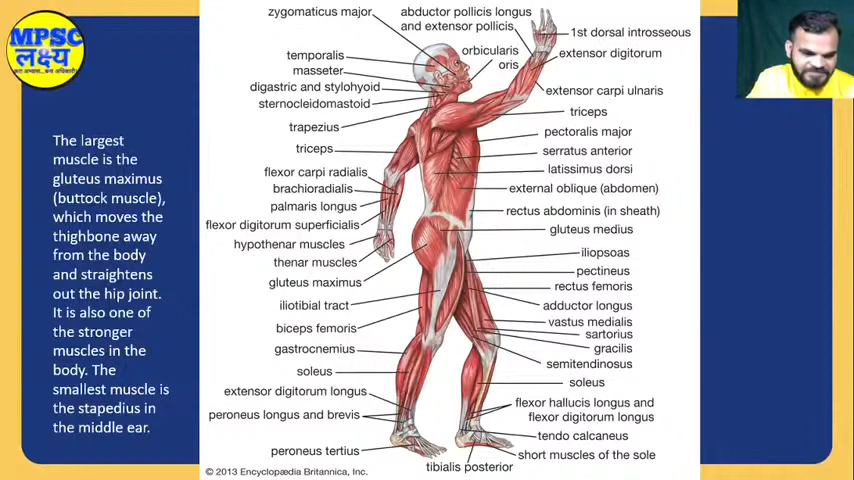 MPSC
लक्ष्य
The largest
muscle is the
gluteus maximus
(buttock muscle),
which moves the
thighbone away
from the body
and straightens
out the hip joint.
It is also one of
the stronger
muscles in the
body. The
smallest muscle is
the stapedius in
the middle ear.
zygomaticus major
temporalis
masseter
digastric and stylohyoid
sternocleidomastoid
trapezius
triceps
flexor carpi radialis
brachioradialis
palmaris longus
flexor digitorum superficialis
hypothenar muscles
thenar muscles
gluteus maximus
iliotibial tract
biceps femoris
gastrocnemius
soleus
extensor digitorum longus
peroneus longus and brevis
peroneus tertius
abductor pollicis longus
and extensor pollicis
orbicularis
oris
1st dorsal introsseous
extensor digitorum
extensor carpi ulnaris
triceps
pectoralis major
serratus anterior
latissimus dorsi
external oblique (abdomen)
rectus abdominis (in sheath)
gluteus medius
iliopsoas
pectineus
rectus femoris
adductor longus
vastus medialis
sartorius
gracilis
semitendinosus
soleus
flexor hallucis longus and
flexor digitorum longus
tendo calcaneus
short muscles of the sole
tibialis posterior
© 2013 Encyclopædia Britannica, Inc.